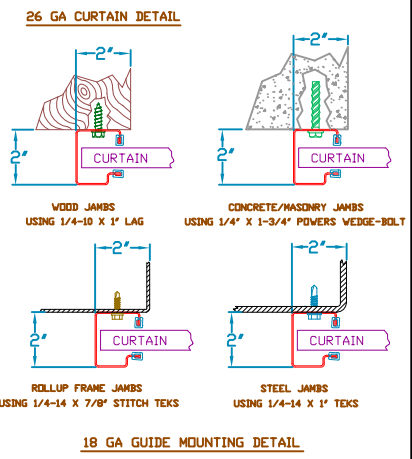 26 GA CURTAIN DETAIL
2" 2"
2" CURTAIN 2" CURTAIN
WOOD JAMBS
USING 1/4-10 X 1" LAG
CONCRETE/MASONRY JAMBS
USING 1/4" X 1-3/4" POWERS WEDGE-BOLT
2" 2"
2" CURTAIN 2" CURTAIN
ROLLUP FRAME JAMBS
USING 1/4-14 X 7/8" STITCH TEKS
STEEL JAMBS
USING 1/4-14 X 1" TEKS
18 GA GUIDE MOUNTING DETAIL